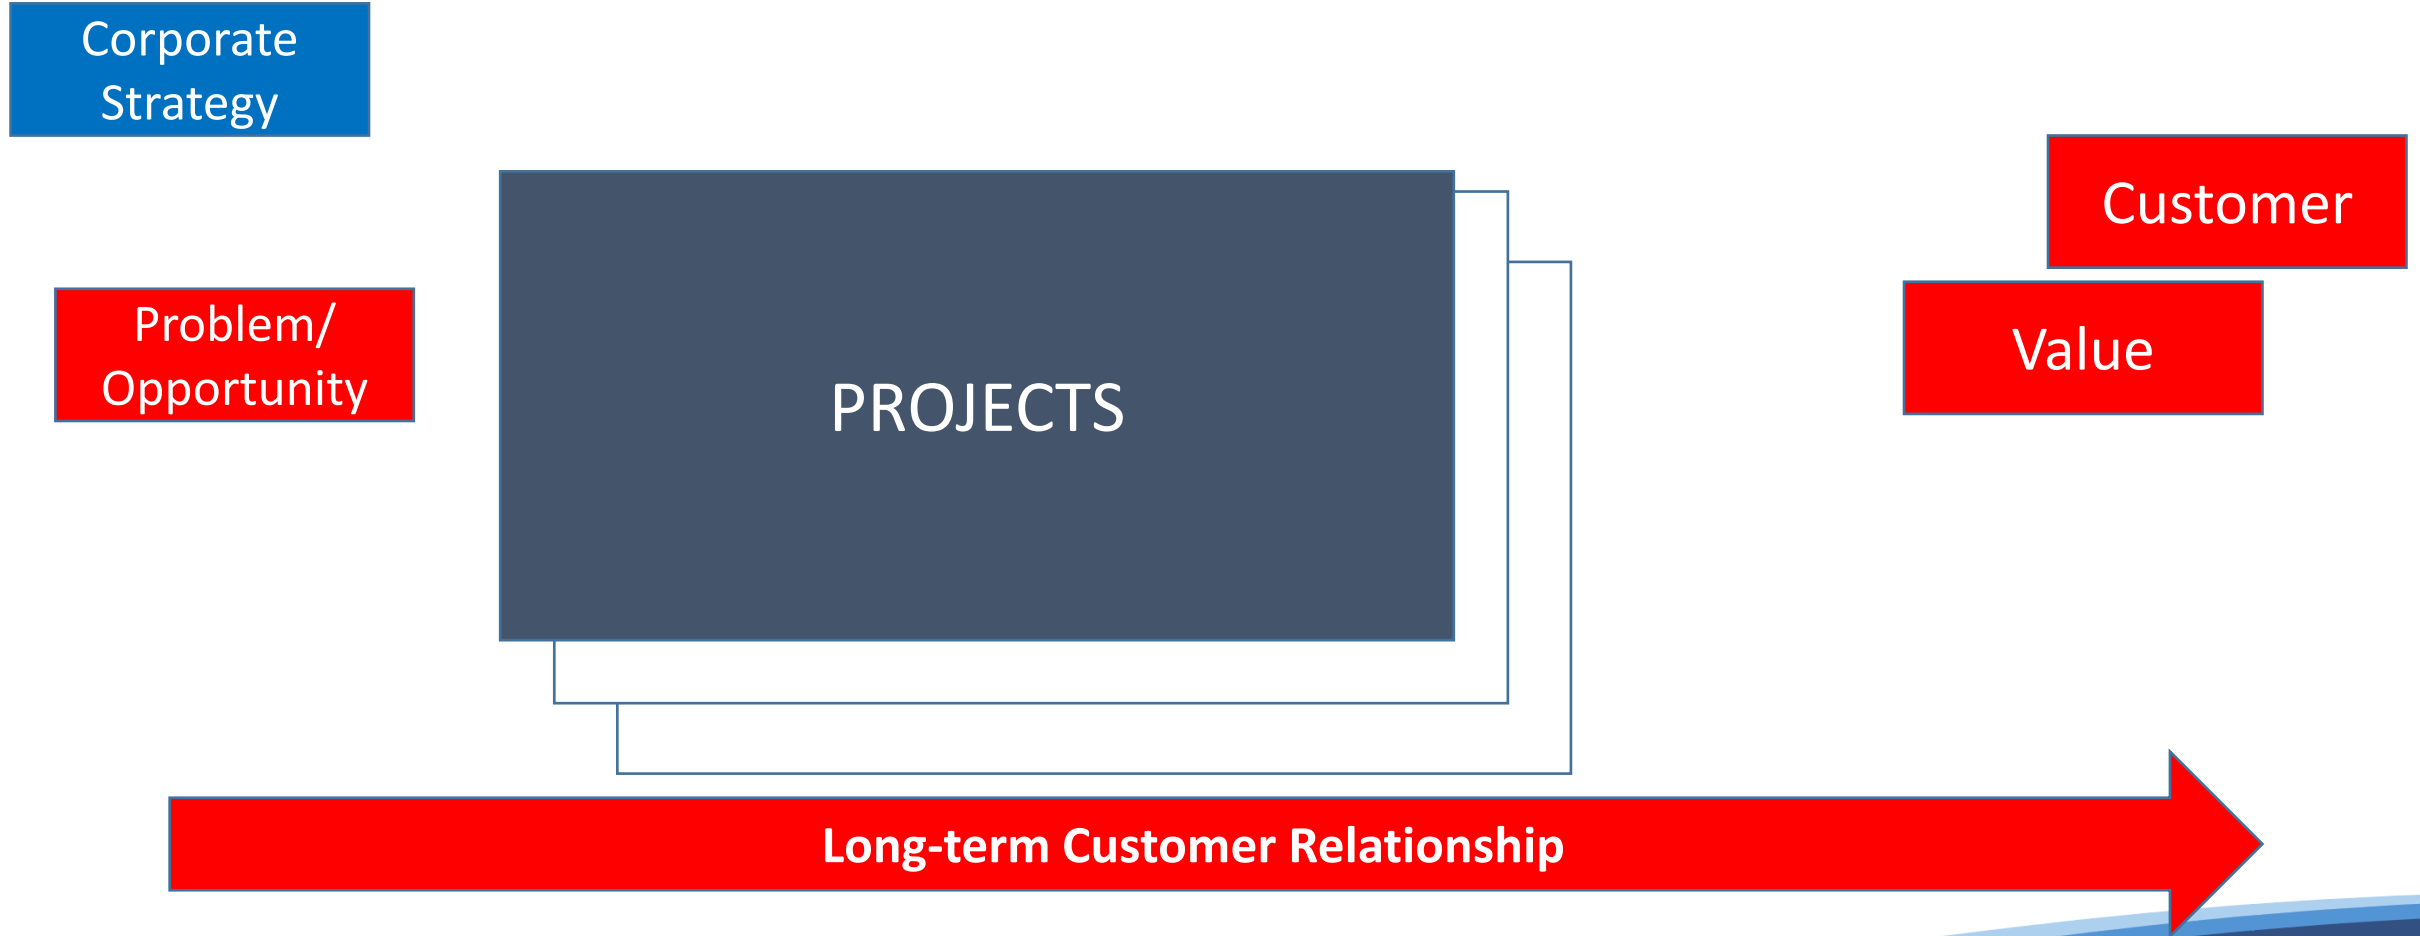 Corporate
Strategy
Customer
Problem/
Opportunity
Value
PROJECTS
Long-term Customer Relationship